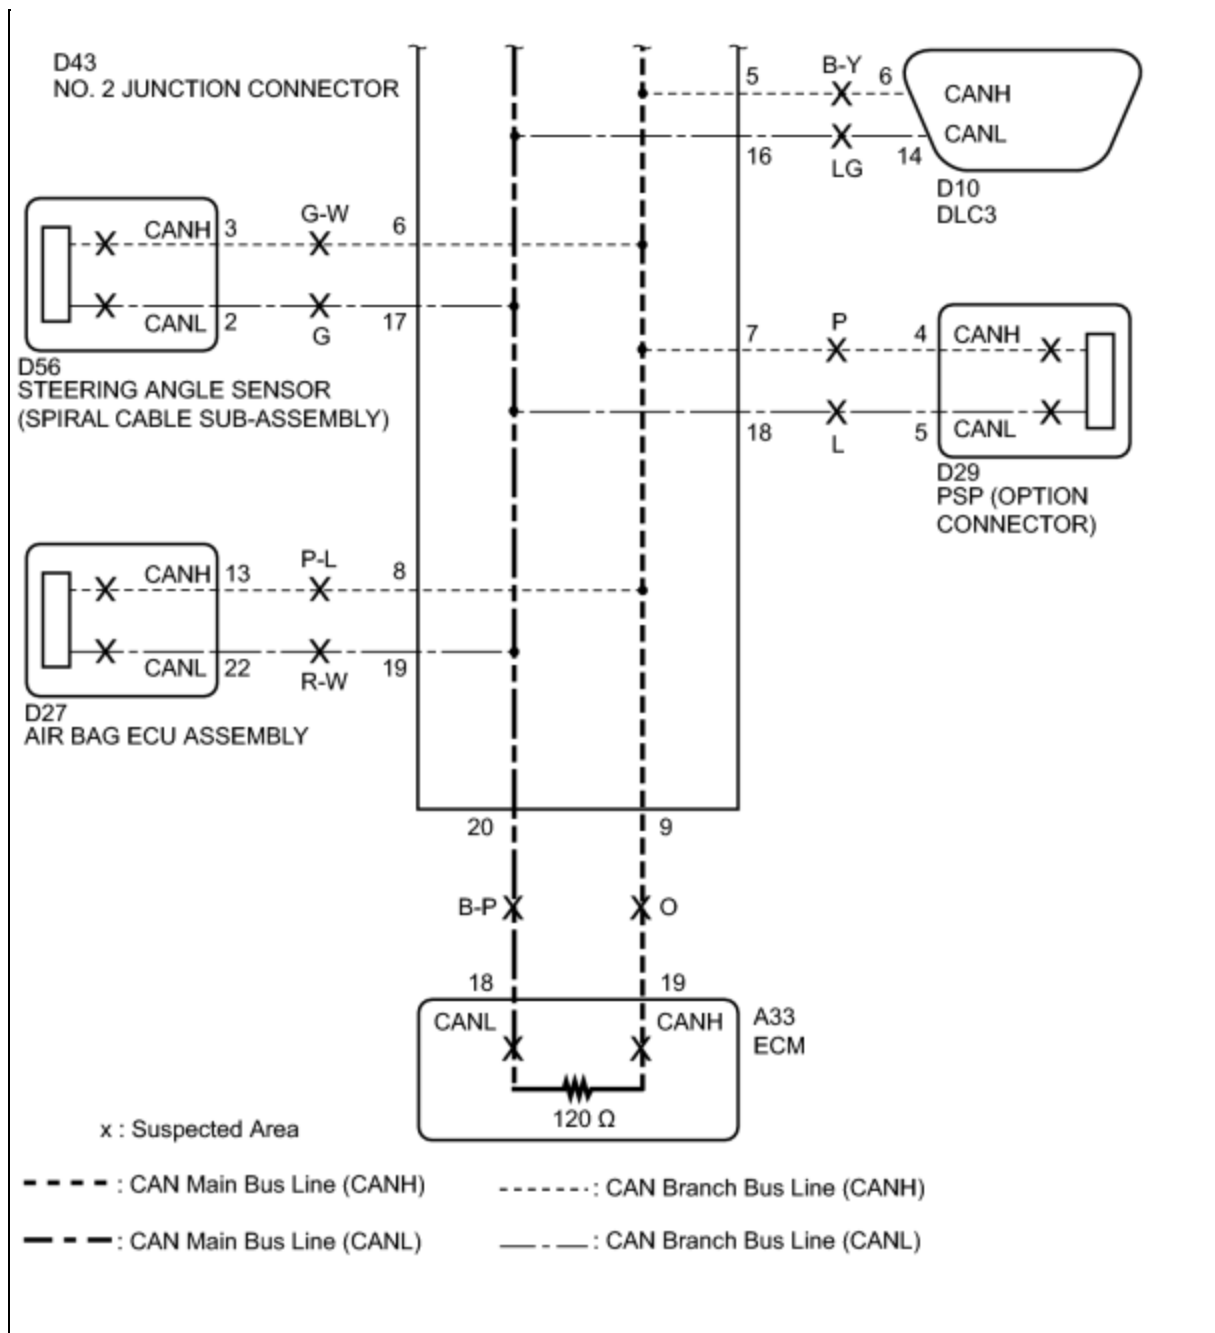 D43
NO. 2 JUNCTION CONNECTOR
5
B-Y
6
CANH
CANL
16
LG
14
D10
DLC3
CANH
3
G-W
6
CANL
2
G
17
D56
STEERING ANGLE SENSOR
(SPIRAL CABLE SUB-ASSEMBLY)
7
P
4
CANH
18
L
5
CANL
D29
PSP (OPTION
CONNECTOR)
CANH
13
P-L
8
CANL
22
R-W
19
D27
AIR BAG ECU ASSEMBLY
20
9
B-P
O
18
19
CANL
CANH
A33
ECM
120 Ω
x : Suspected Area
: CAN Main Bus Line (CANH)
: CAN Branch Bus Line (CANH)
: CAN Main Bus Line (CANL)
: CAN Branch Bus Line (CANL)